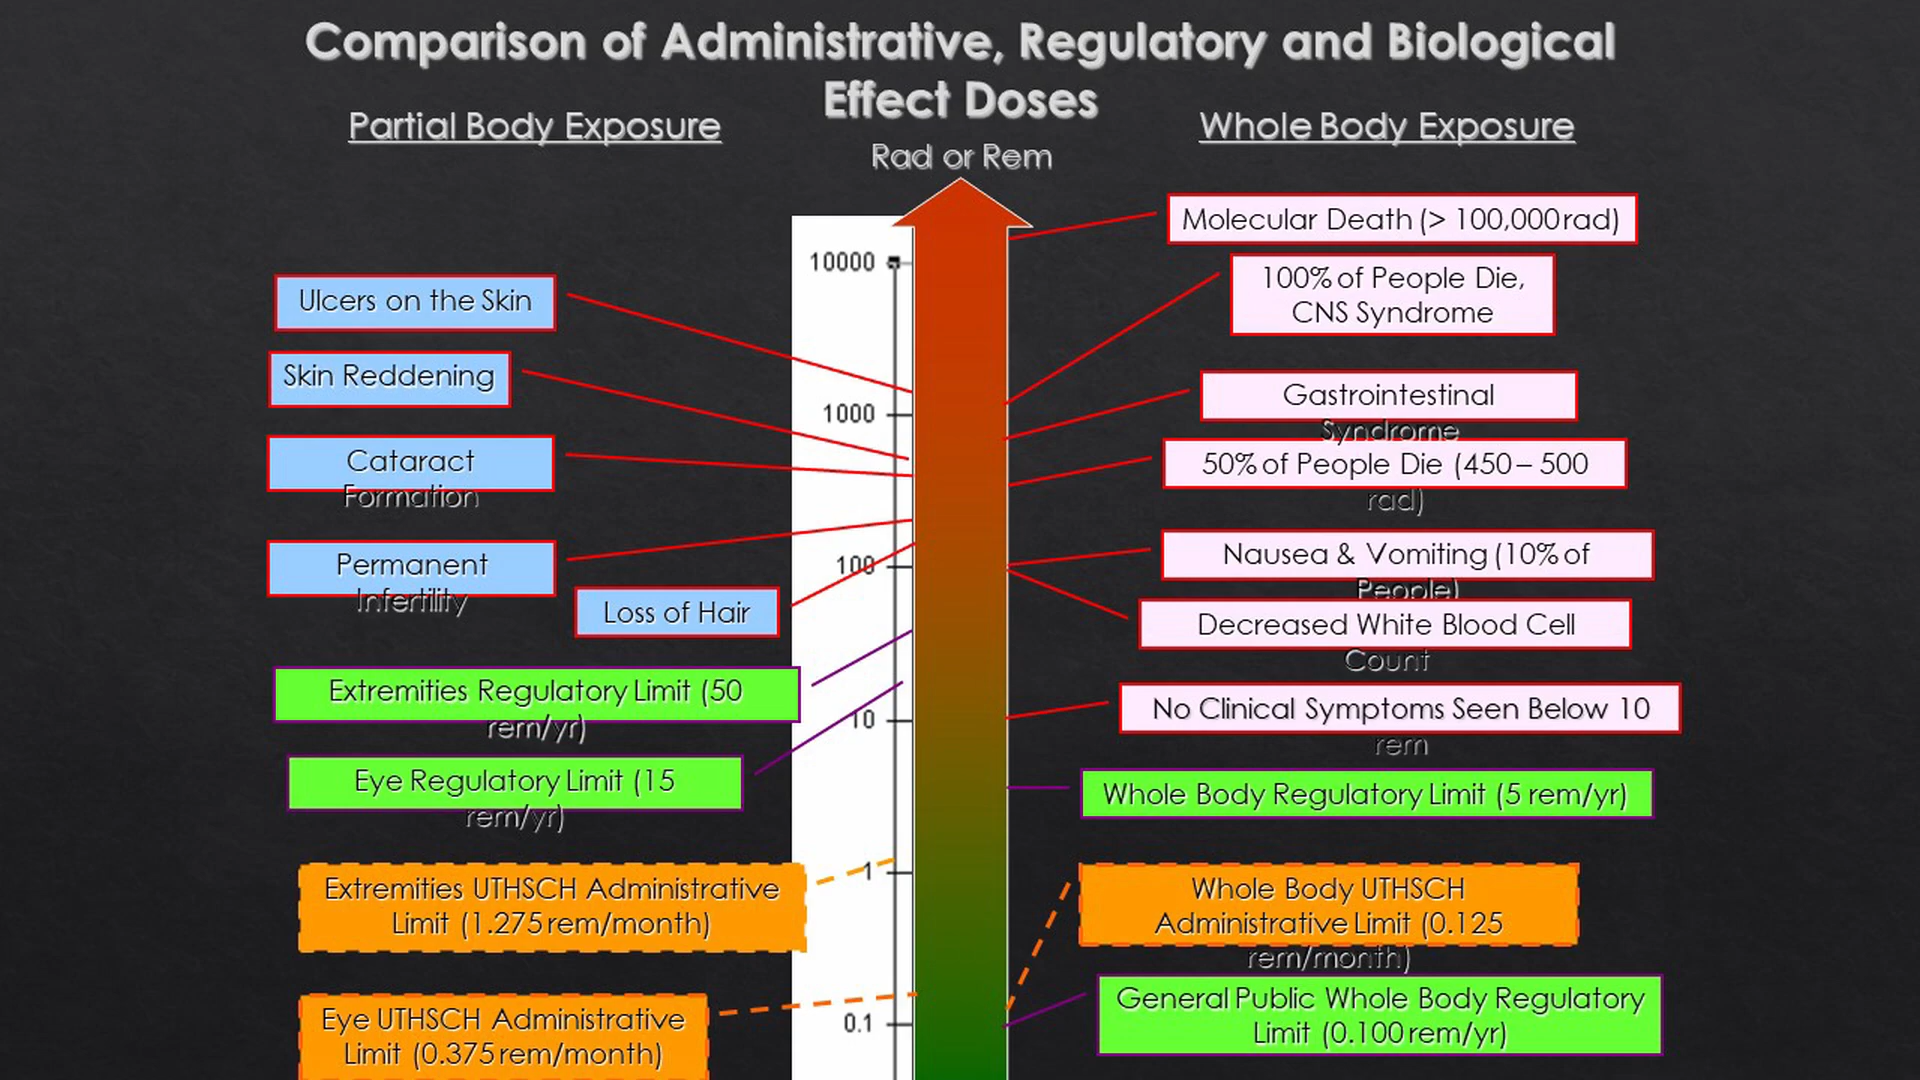 Comparison of Administrative, Regulatory and Biological
Effect Doses
Partial Body Exposure
Whole Body Exposure
Rad or Rem
Molecular Death (> 100,000 rad)
10000
100% of People Die,
CNS Syndrome
Ulcers on the Skin
Skin Reddening
Gastrointestinal
Syndrome
1000
Cataract
Formation
50% of People Die (450 – 500
rad)
Permanent
Infertility
Nausea & Vomiting (10% of
People)
100
Loss of Hair
Decreased White Blood Cell
Count
Extremities Regulatory Limit (50
rem/yr)
No Clinical Symptoms Seen Below 10
rem
10
Eye Regulatory Limit (15
rem/yr)
Whole Body Regulatory Limit (5 rem/yr)
1
Extremities UTHSCH Administrative
Limit (1.275 rem/month)
Whole Body UTHSCH
Administrative Limit (0.125
rem/month)
Eye UTHSCH Administrative
Limit (0.375 rem/month)
0.1
General Public Whole Body Regulatory
Limit (0.100 rem/yr)